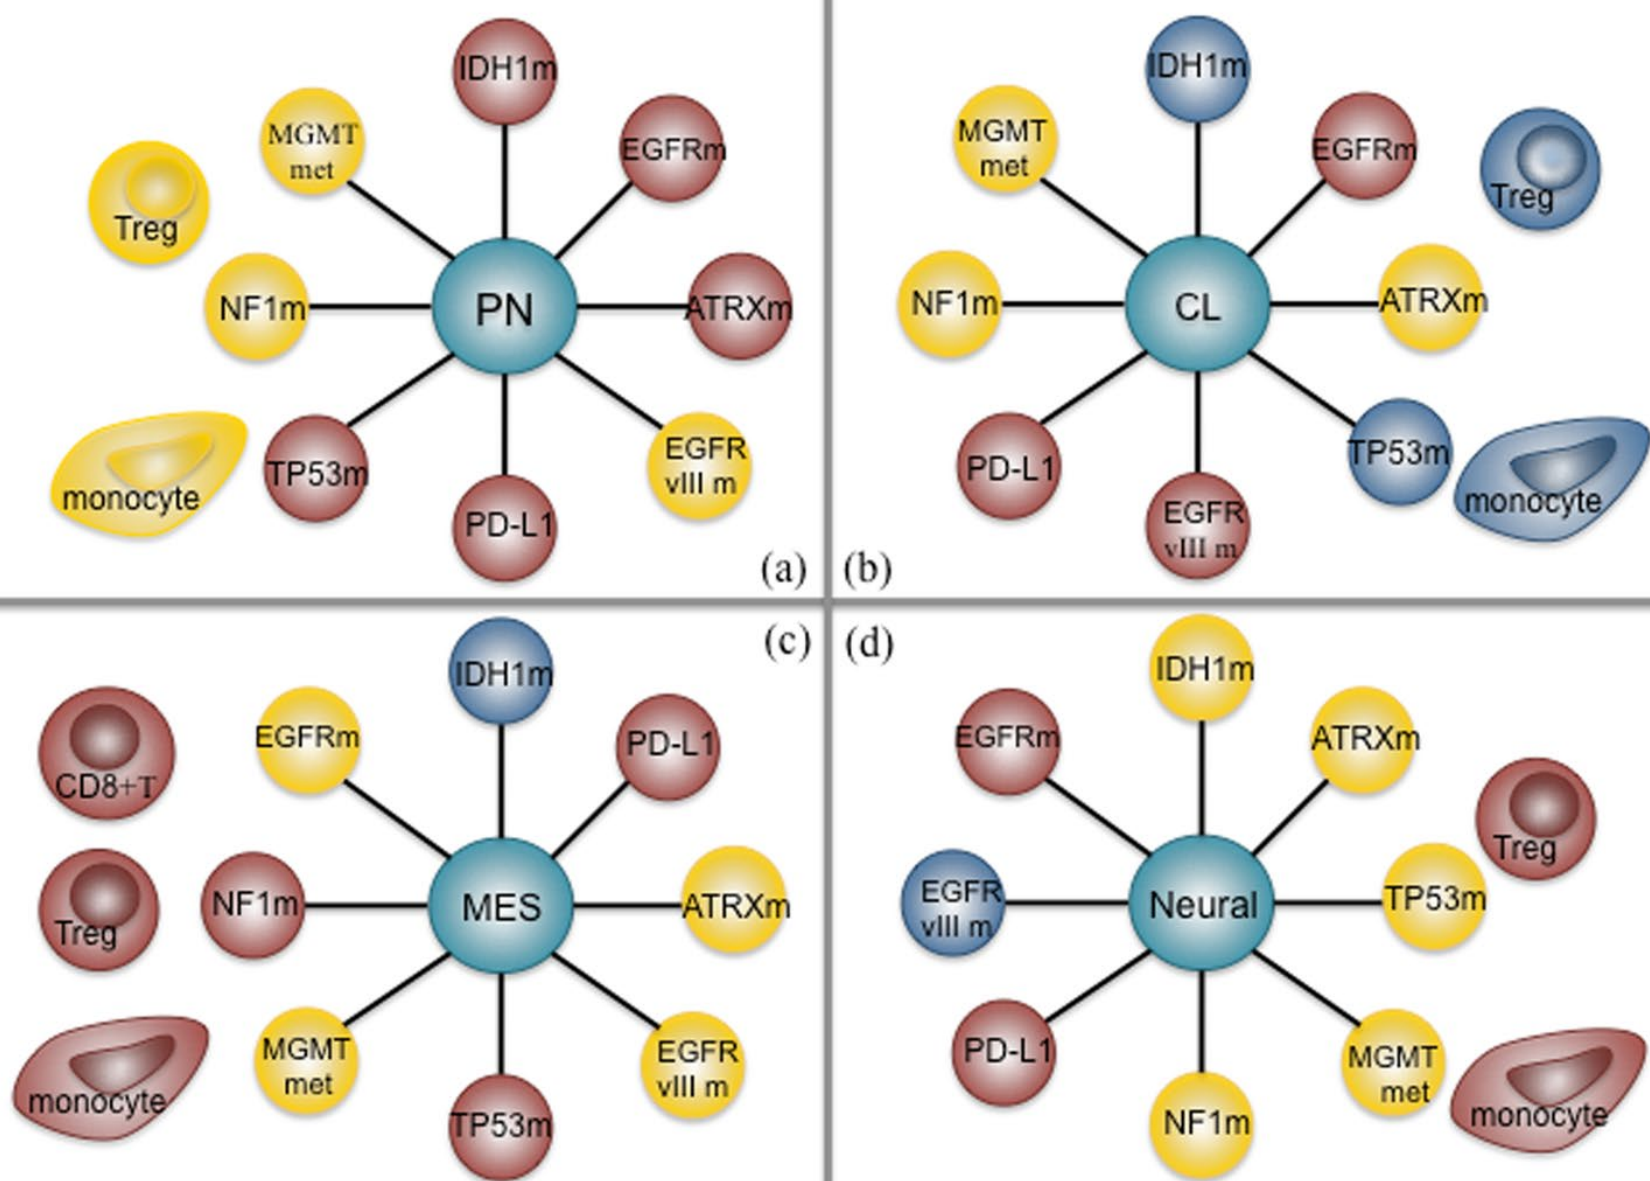 IDH1m
MGMT
met
EGFRm
Treg
NF1m
PN
ATRXm
TP53m
EGFR
vIII m
monocyte
PD-L1
(a)
IDH1m
MGMT
met
EGFRm
Treg
NF1m
CL
ATRXm
PD-L1
TP53m
monocyte
EGFR
vIII m
(b)
(c)
IDH1m
EGFRm
PD-L1
CD8+T
NF1m
MES
ATRXm
Treg
MGMT
met
EGFR
vIII m
monocyte
TP53m
(d)
IDH1m
EGFRm
ATRXm
Treg
EGFR
vIII m
Neural
TP53m
PD-L1
MGMT
met
monocyte
NF1m